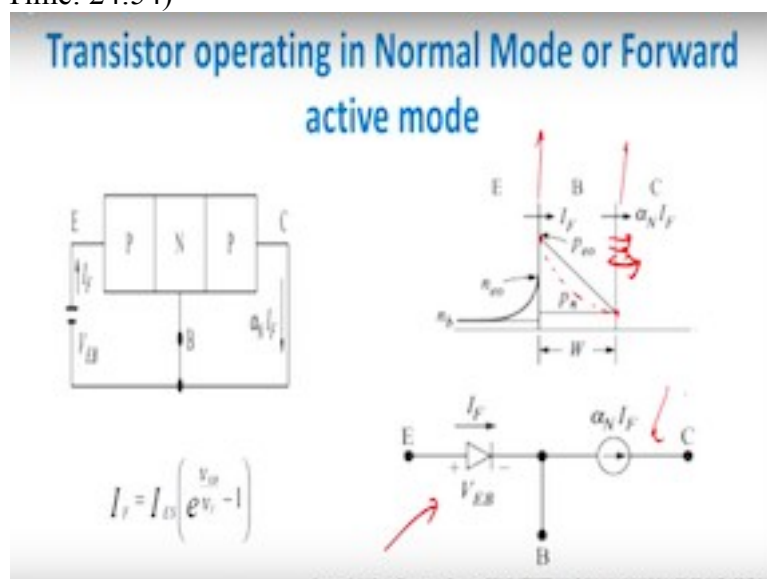 Time: 24:54)
Transistor operating in Normal Mode or Forward
active mode
E B C
I_F α_N I_F
p_eo
n_eo
p_n
W
E C
P N P
I_F
V_EB
B
α_N I_F
I_F = I_ES (e^{V_EB/V_T} -1)
I_F α_N I_F
E C
+ -
V_EB
B